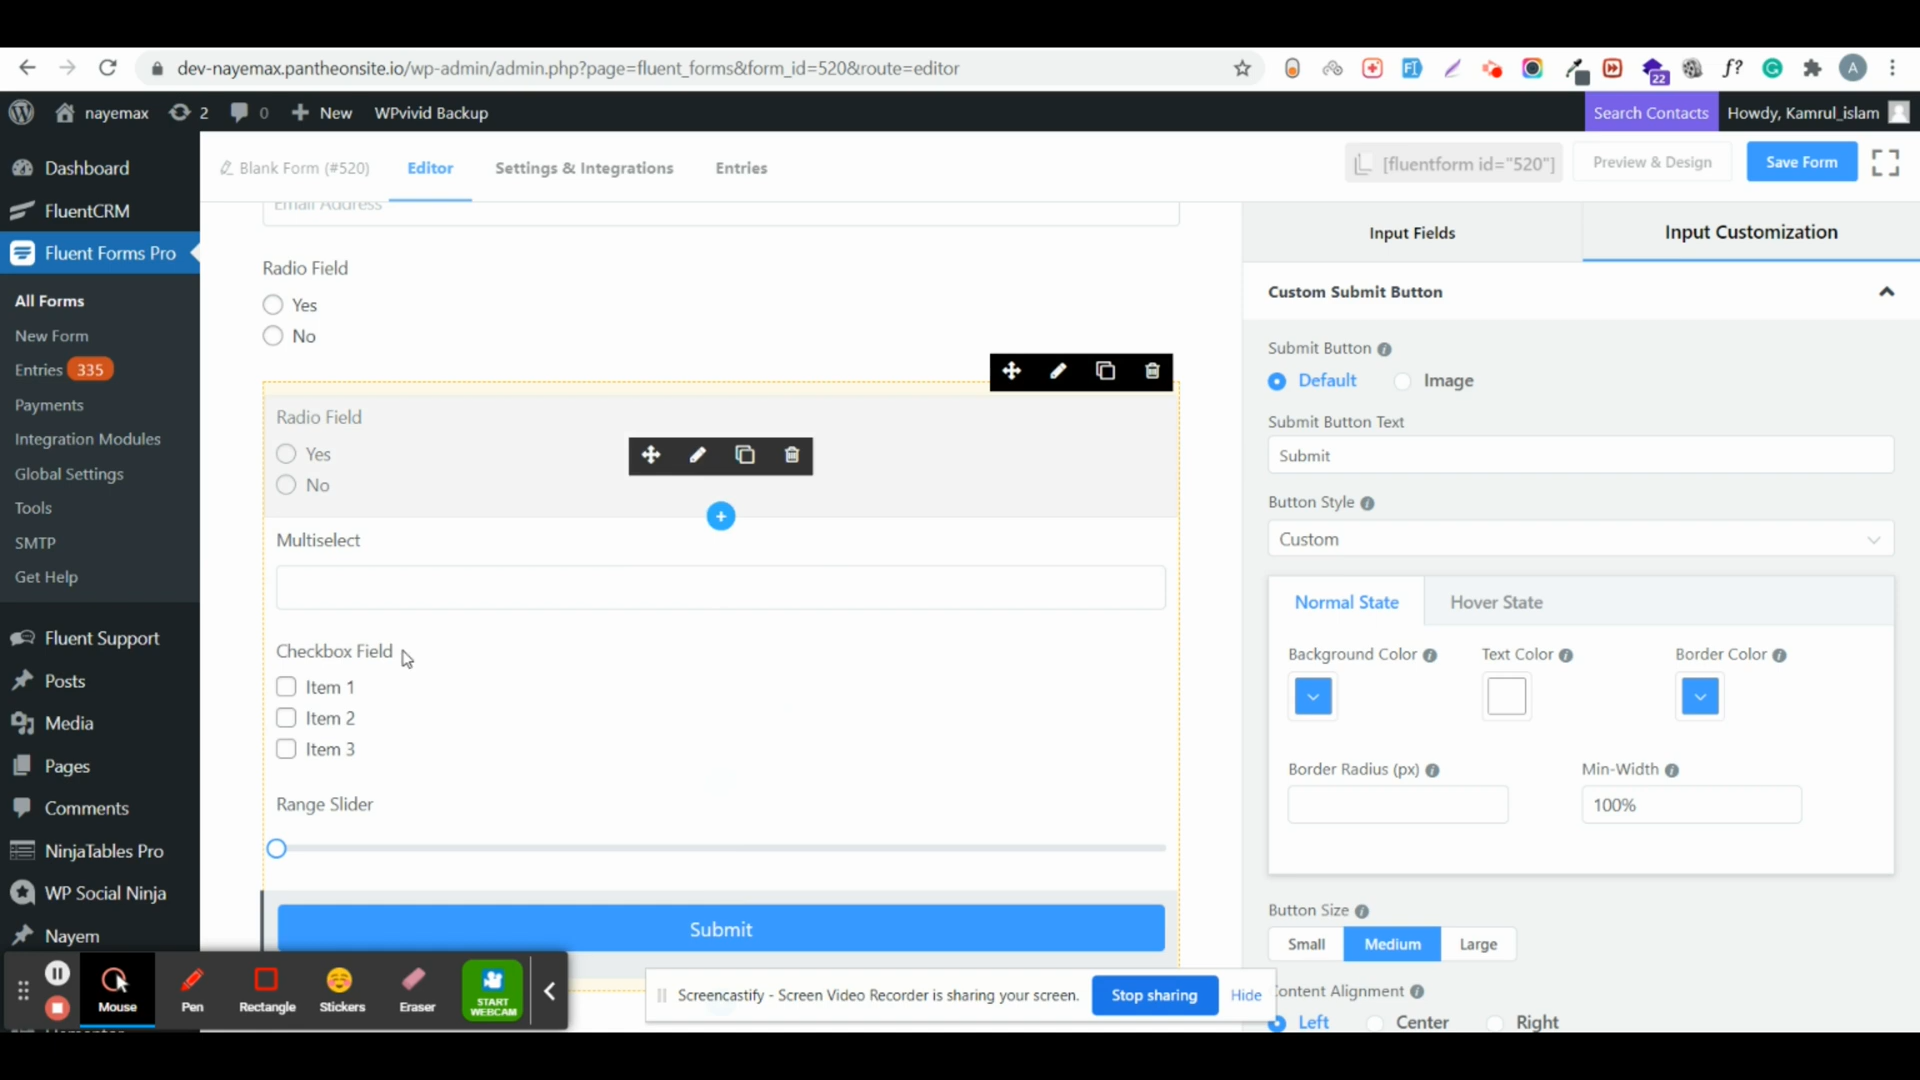 dev-nayemax.pantheonsite.io/wp-admin/admin.php?page=fluent_forms&form_id=520&route=editor
22
f?
A
nayemax
2
0
New
WPvivid Backup
Search Contacts
Howdy, Kamrul_islam
Dashboard
FluentCRM
Fluent Forms Pro
All Forms
New Form
Entries 335
Payments
Integration Modules
Global Settings
Tools
SMTP
Get Help
Fluent Support
Posts
Media
Pages
Comments
NinjaTables Pro
WP Social Ninja
Nayem
Blank Form (#520)
Editor
Settings & Integrations
Entries
[fluentform id="520"]
Preview & Design
Save Form
Email Address
Radio Field
Yes
No
Radio Field
Yes
No
Multiselect
Checkbox Field
Item 1
Item 2
Item 3
Range Slider
Submit
Input Fields
Input Customization
Custom Submit Button
Submit Button
Default
Image
Submit Button Text
Submit
Button Style
Custom
Normal State
Hover State
Background Color
Text Color
Border Color
Border Radius (px)
Min-Width
100%
Button Size
Small
Medium
Large
Content Alignment
Left
Center
Right
Mouse
Pen
Rectangle
Stickers
Eraser
START
WEBCAM
Screencastify - Screen Video Recorder is sharing your screen.
Stop sharing
Hide